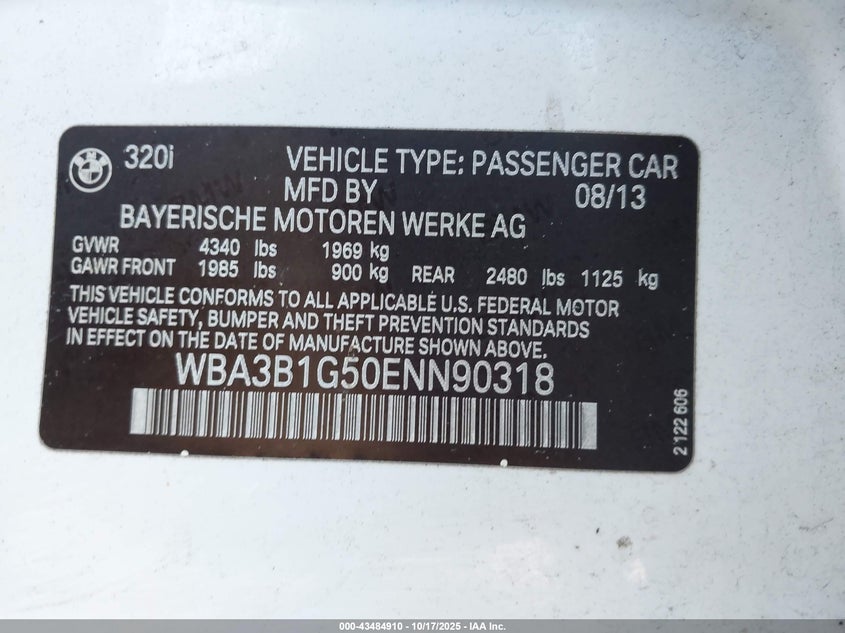 320i VEHICLE TYPE: PASSENGER CAR
MFD BY 08/13
BAYERISCHE MOTOREN WERKE AG
GVWR 4340 lbs 1969 kg
GAWR FRONT 1985 lbs 900 kg REAR 2480 lbs 1125 kg
THIS VEHICLE CONFORMS TO ALL APPLICABLE U.S. FEDERAL MOTOR
VEHICLE SAFETY, BUMPER AND THEFT PREVENTION STANDARDS
IN EFFECT ON THE DATE OF MANUFACTURE SHOWN ABOVE.
WBA3B1G50ENN90318
2 122 606
000-43484910 - 10/17/2025 - IAA Inc.